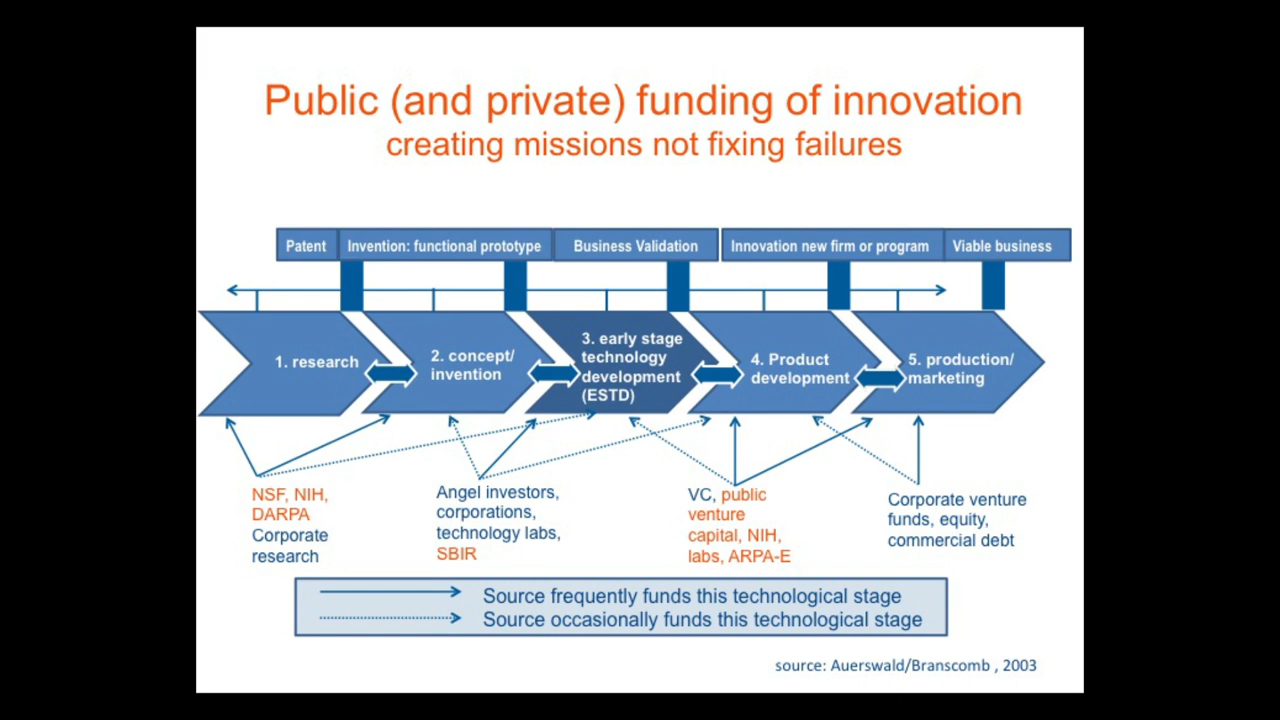 Public (and private) funding of innovation
creating missions not fixing failures
Patent
Invention: functional prototype
Business Validation
Innovation new firm or program
Viable business
1. research
2. concept/
invention
3. early stage
technology
development
(ESTD)
4. Product
development
5. production/
marketing
NSF, NIH,
DARPA
Corporate
research
Angel investors,
corporations,
technology labs,
SBIR
VC, public
venture
capital, NIH,
labs, ARPA-E
Corporate venture
funds, equity,
commercial debt
Source frequently funds this technological stage
Source occasionally funds this technological stage
source: Auerswald/Branscomb , 2003